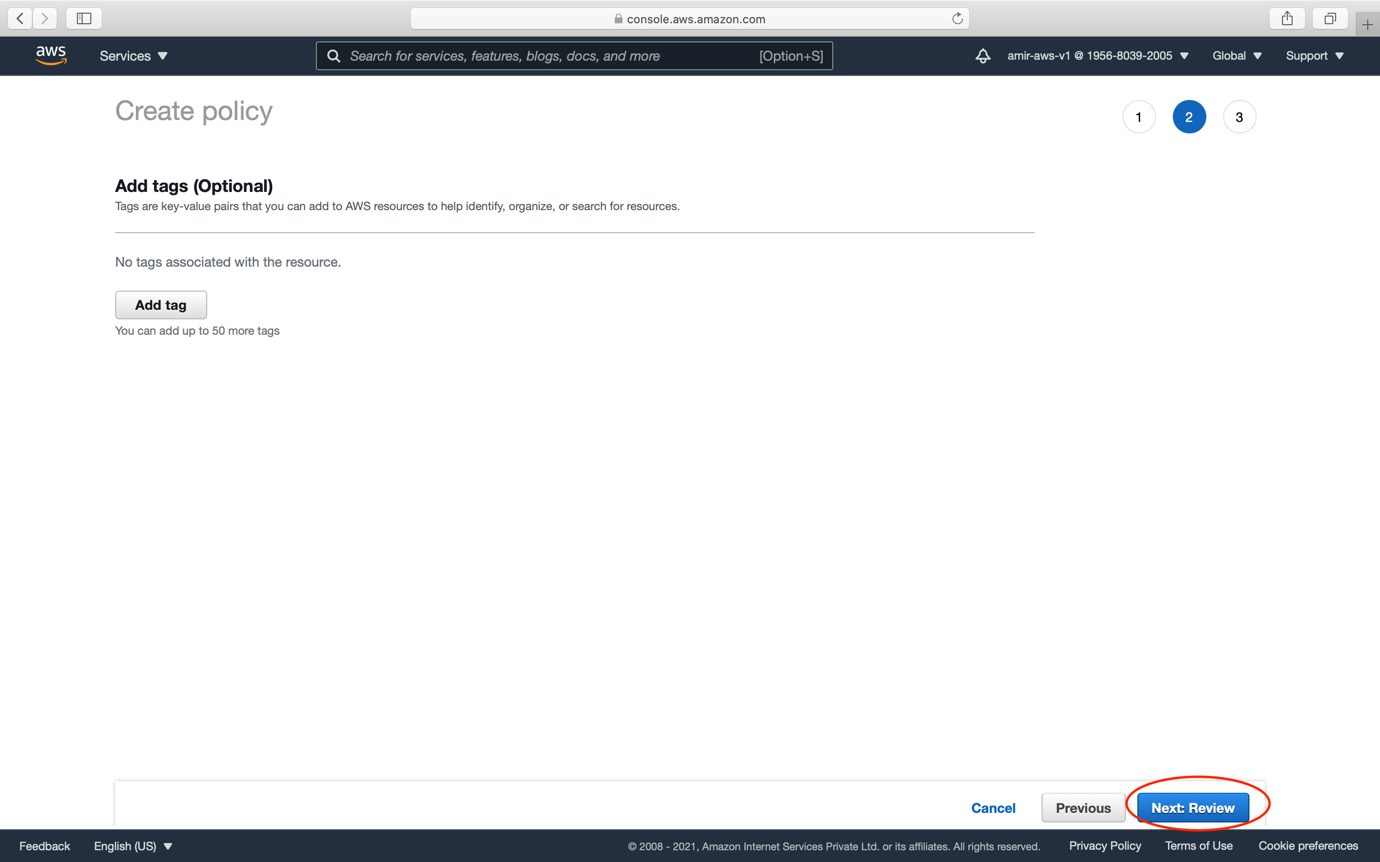 console.aws.amazon.com
aws Services Search for services, features, blogs, docs, and more [Option+S] amir-aws-v1 @ 1956-8039-2005 Global Support
Create policy 1 2 3
Add tags (Optional)
Tags are key-value pairs that you can add to AWS resources to help identify, organize, or search for resources.
No tags associated with the resource.
Add tag
You can add up to 50 more tags
Cancel Previous Next: Review
Feedback English (US) © 2008 - 2021, Amazon Internet Services Private Ltd. or its affiliates. All rights reserved. Privacy Policy Terms of Use Cookie preferences